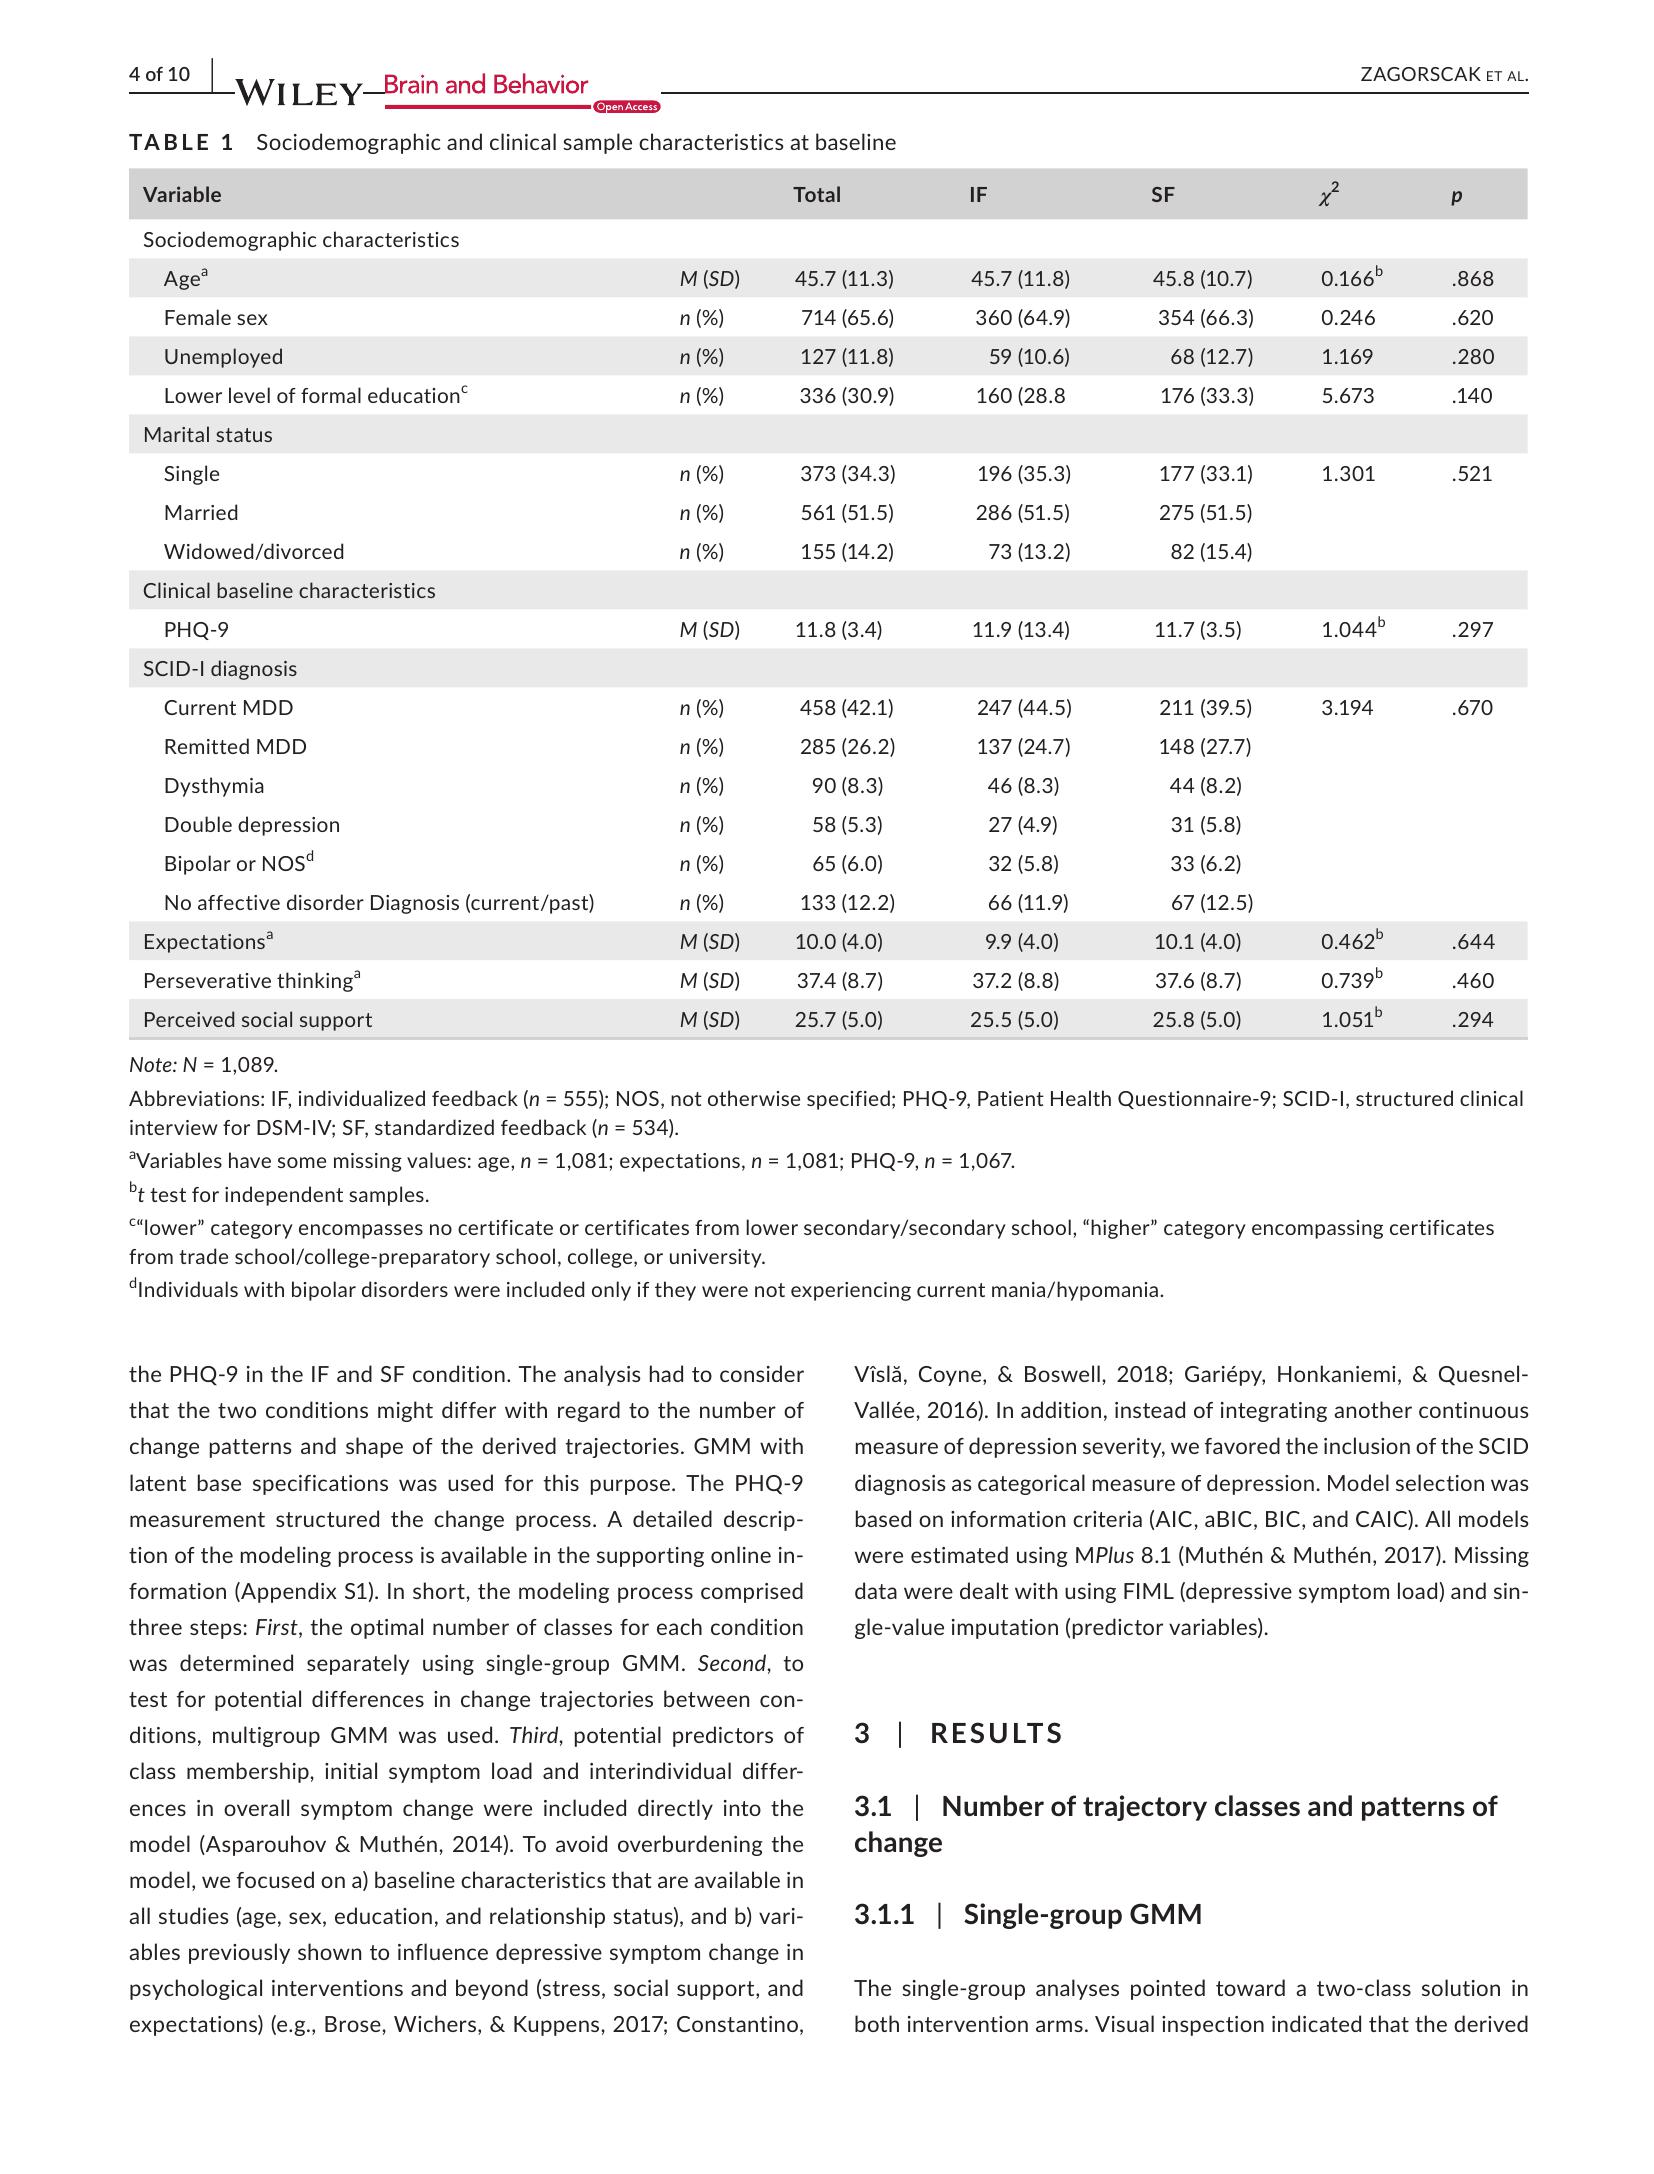 4 of 10
WILEY
Brain and Behavior
Open Access
ZAGORSCAK ET AL.
TABLE 1 Sociodemographic and clinical sample characteristics at baseline
Variable Total IF SF χ2 p
Sociodemographic characteristics
Agea M (SD) 45.7 (11.3) 45.7 (11.8) 45.8 (10.7) 0.166b .868
Female sex n (%) 714 (65.6) 360 (64.9) 354 (66.3) 0.246 .620
Unemployed n (%) 127 (11.8) 59 (10.6) 68 (12.7) 1.169 .280
Lower level of formal educationc n (%) 336 (30.9) 160 (28.8 176 (33.3) 5.673 .140
Marital status
Single n (%) 373 (34.3) 196 (35.3) 177 (33.1) 1.301 .521
Married n (%) 561 (51.5) 286 (51.5) 275 (51.5)
Widowed/divorced n (%) 155 (14.2) 73 (13.2) 82 (15.4)
Clinical baseline characteristics
PHQ-9 M (SD) 11.8 (3.4) 11.9 (13.4) 11.7 (3.5) 1.044b .297
SCID-I diagnosis
Current MDD n (%) 458 (42.1) 247 (44.5) 211 (39.5) 3.194 .670
Remitted MDD n (%) 285 (26.2) 137 (24.7) 148 (27.7)
Dysthymia n (%) 90 (8.3) 46 (8.3) 44 (8.2)
Double depression n (%) 58 (5.3) 27 (4.9) 31 (5.8)
Bipolar or NOSd n (%) 65 (6.0) 32 (5.8) 33 (6.2)
No affective disorder Diagnosis (current/past) n (%) 133 (12.2) 66 (11.9) 67 (12.5)
Expectationsa M (SD) 10.0 (4.0) 9.9 (4.0) 10.1 (4.0) 0.462b .644
Perseverative thinkinga M (SD) 37.4 (8.7) 37.2 (8.8) 37.6 (8.7) 0.739b .460
Perceived social support M (SD) 25.7 (5.0) 25.5 (5.0) 25.8 (5.0) 1.051b .294
Note: N = 1,089.
Abbreviations: IF, individualized feedback (n = 555); NOS, not otherwise specified; PHQ-9, Patient Health Questionnaire-9; SCID-I, structured clinical
interview for DSM-IV; SF, standardized feedback (n = 534).
aVariables have some missing values: age, n = 1,081; expectations, n = 1,081; PHQ-9, n = 1,067.
bt test for independent samples.
c“lower” category encompasses no certificate or certificates from lower secondary/secondary school, “higher” category encompassing certificates
from trade school/college-preparatory school, college, or university.
dIndividuals with bipolar disorders were included only if they were not experiencing current mania/hypomania.
the PHQ-9 in the IF and SF condition. The analysis had to consider
that the two conditions might differ with regard to the number of
change patterns and shape of the derived trajectories. GMM with
latent base specifications was used for this purpose. The PHQ-9
measurement structured the change process. A detailed descrip-
tion of the modeling process is available in the supporting online in-
formation (Appendix S1). In short, the modeling process comprised
three steps: First, the optimal number of classes for each condition
was determined separately using single-group GMM. Second, to
test for potential differences in change trajectories between con-
ditions, multigroup GMM was used. Third, potential predictors of
class membership, initial symptom load and interindividual differ-
ences in overall symptom change were included directly into the
model (Asparouhov & Muthén, 2014). To avoid overburdening the
model, we focused on a) baseline characteristics that are available in
all studies (age, sex, education, and relationship status), and b) vari-
ables previously shown to influence depressive symptom change in
psychological interventions and beyond (stress, social support, and
expectations) (e.g., Brose, Wichers, & Kuppens, 2017; Constantino,
Vîslă, Coyne, & Boswell, 2018; Gariépy, Honkaniemi, & Quesnel-
Vallée, 2016). In addition, instead of integrating another continuous
measure of depression severity, we favored the inclusion of the SCID
diagnosis as categorical measure of depression. Model selection was
based on information criteria (AIC, aBIC, BIC, and CAIC). All models
were estimated using MPlus 8.1 (Muthén & Muthén, 2017). Missing
data were dealt with using FIML (depressive symptom load) and sin-
gle-value imputation (predictor variables).
3 | RESULTS
3.1 | Number of trajectory classes and patterns of
change
3.1.1 | Single-group GMM
The single-group analyses pointed toward a two-class solution in
both intervention arms. Visual inspection indicated that the derived